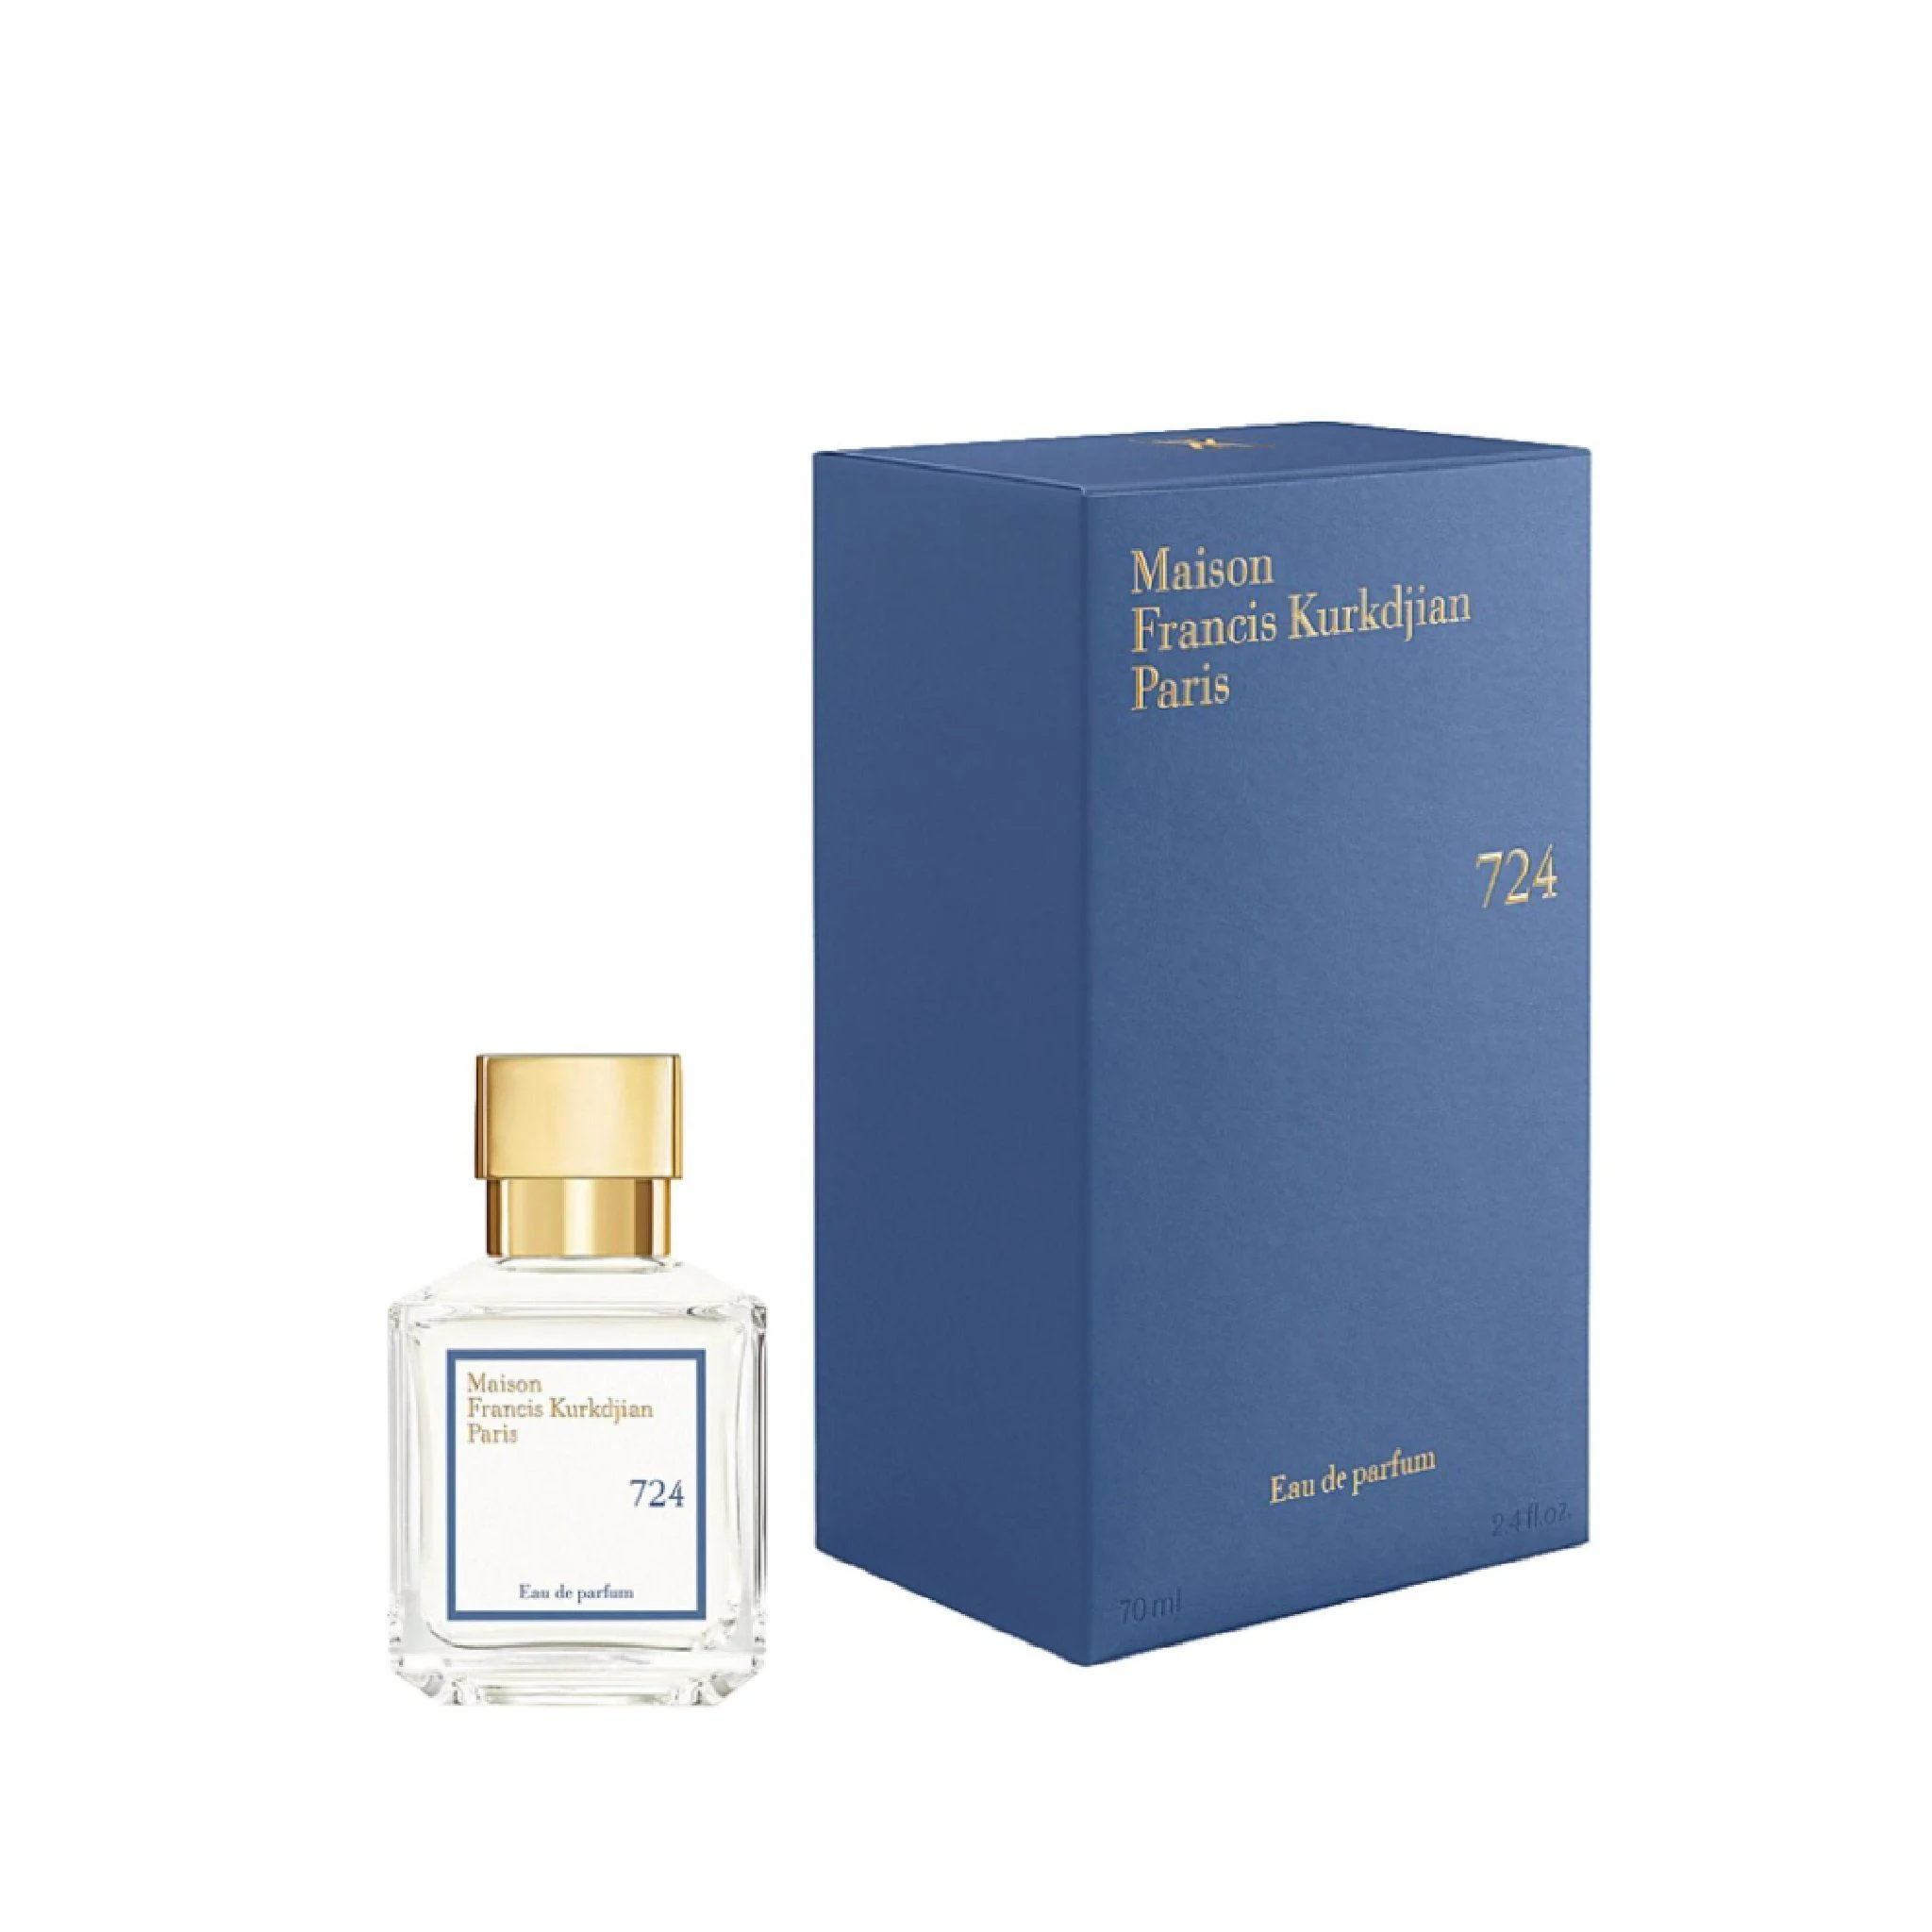 Maison
Francis Kurkdjian
Paris
724
Eau de parfum
70 ml
2.4 fl.oz.
Maison
Francis Kurkdjian
Paris
724
Eau de parfum